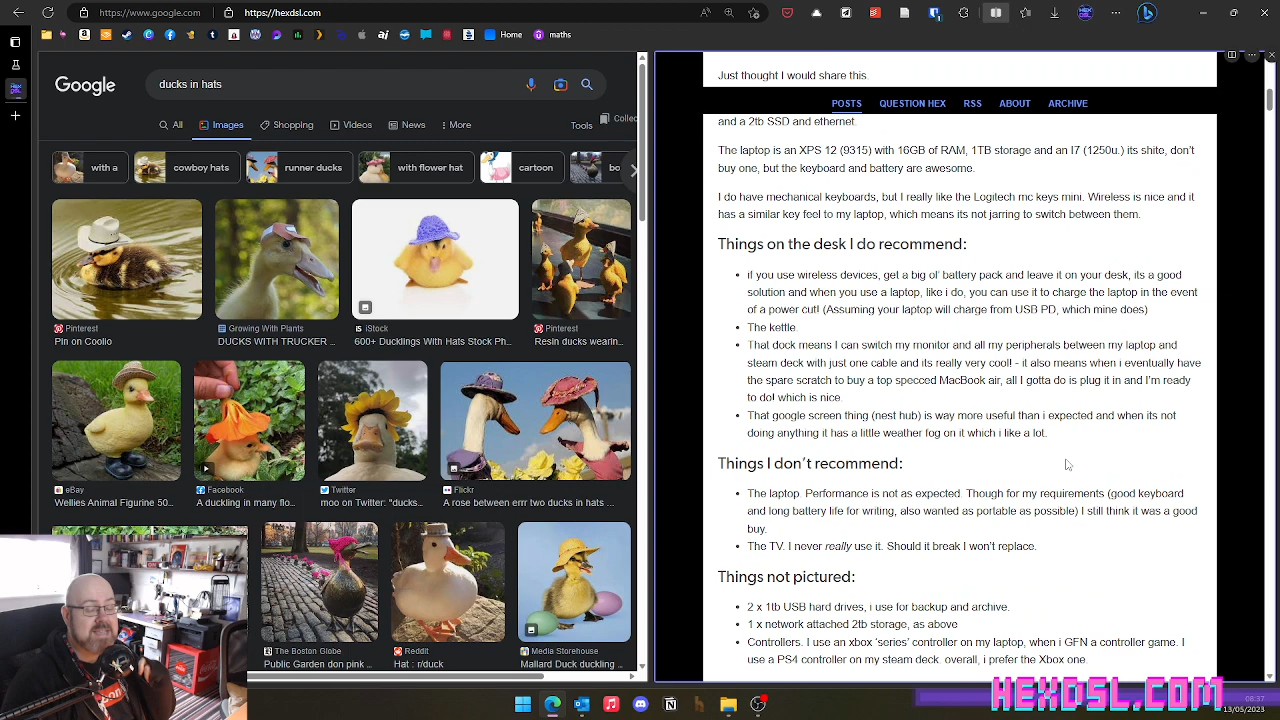 https://www.google.com
https://hexdsl.com
Home
maths
Google
ducks in hats
All
Images
Shopping
Videos
News
More
Tools
Collec
with a
cowboy hats
runner ducks
with flower hat
cartoon
bo
Pinterest
Pin on Coolio
Growing With Plants
DUCKS WITH TRUCKER ...
iStock
600+ Ducklings With Hats Stock Ph...
Pinterest
Resin ducks wearin...
eBay
Wellies Animal Figurine 50...
Facebook
A duckling in many flo...
Twitter
moo on Twitter: "ducks...
Flickr
A rose between errr two ducks in hats ...
The Boston Globe
Public Garden don pink ...
Reddit
Hat : r/duck
Media Storehouse
Mallard Duck duckling ...
Just thought I would share this.
POSTS
QUESTION HEX
RSS
ABOUT
ARCHIVE
and a 2tb SSD and ethernet.
The laptop is an XPS 12 (9315) with 16GB of RAM, 1TB storage and an I7 (1250u.) its shite, don't
buy one, but the keyboard and battery are awesome.
I do have mechanical keyboards, but I really like the Logitech mc keys mini. Wireless is nice and it
has a similar key feel to my laptop, which means its not jarring to switch between them.
Things on the desk I do recommend:
• if you use wireless devices, get a big ol' battery pack and leave it on your desk, its a good
solution and when you use a laptop, like i do, you can use it to charge the laptop in the event
of a power cut! (Assuming your laptop will charge from USB PD, which mine does)
• The kettle.
• That dock means I can switch my monitor and all my peripherals between my laptop and
steam deck with just one cable and its really very cool! - it also means when i eventually have
the spare scratch to buy a top specced MacBook air, all I gotta do is plug it in and I'm ready
to do! which is nice.
• That google screen thing (nest hub) is way more useful than i expected and when its not
doing anything it has a little weather fog on it which i like a lot.
Things I don't recommend:
• The laptop. Performance is not as expected. Though for my requirements (good keyboard
and long battery life for writing, also wanted as portable as possible) I still think it was a good
buy.
• The TV. I never really use it. Should it break I won't replace.
Things not pictured:
• 2 x 1tb USB hard drives, i use for backup and archive.
• 1 x network attached 2tb storage, as above
• Controllers. I use an xbox 'series' controller on my laptop, when i GFN a controller game. I
use a PS4 controller on my steam deck. overall, i prefer the Xbox one.
HEXDSL.COM
08:37
13/05/2023